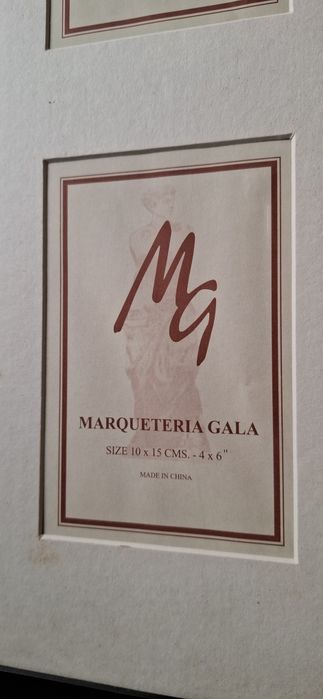 MG
MARQUETERIA GALA
SIZE 10 x 15 CMS. - 4 x 6"
MADE IN CHINA